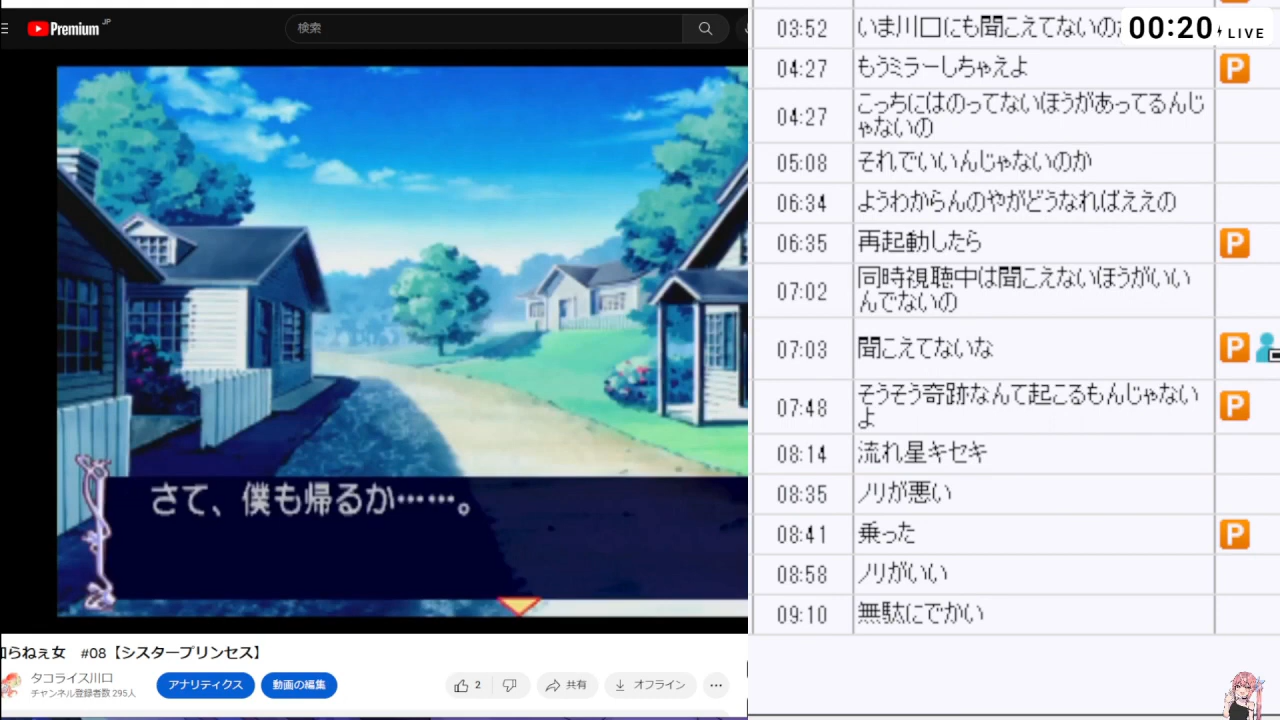 Premium JP
検索
さて、僕も帰るか……。
らねぇ女 #08【シスタープリンセス】
タコライス川口
チャンネル登録者数 295人
アナリティクス
動画の編集
2
共有
オフライン
00:20 LIVE
03:52 いま川口にも聞こえてないの
04:27 もうミラーしちゃえよ P
04:27 こっちにはのってないほうがあってるんじ
ゃないの
05:08 それでいいんじゃないのか
06:34 ようわからんのやがどうなればええの
06:35 再起動したら P
07:02 同時視聴中は聞こえないほうがいい
んでないの
07:03 聞こえてないな P
07:48 そうそう奇跡なんて起こるもんじゃない
よ P
08:14 流れ星キセキ
08:35 ノリが悪い
08:41 乗った P
08:58 ノリがいい
09:10 無駄にでかい